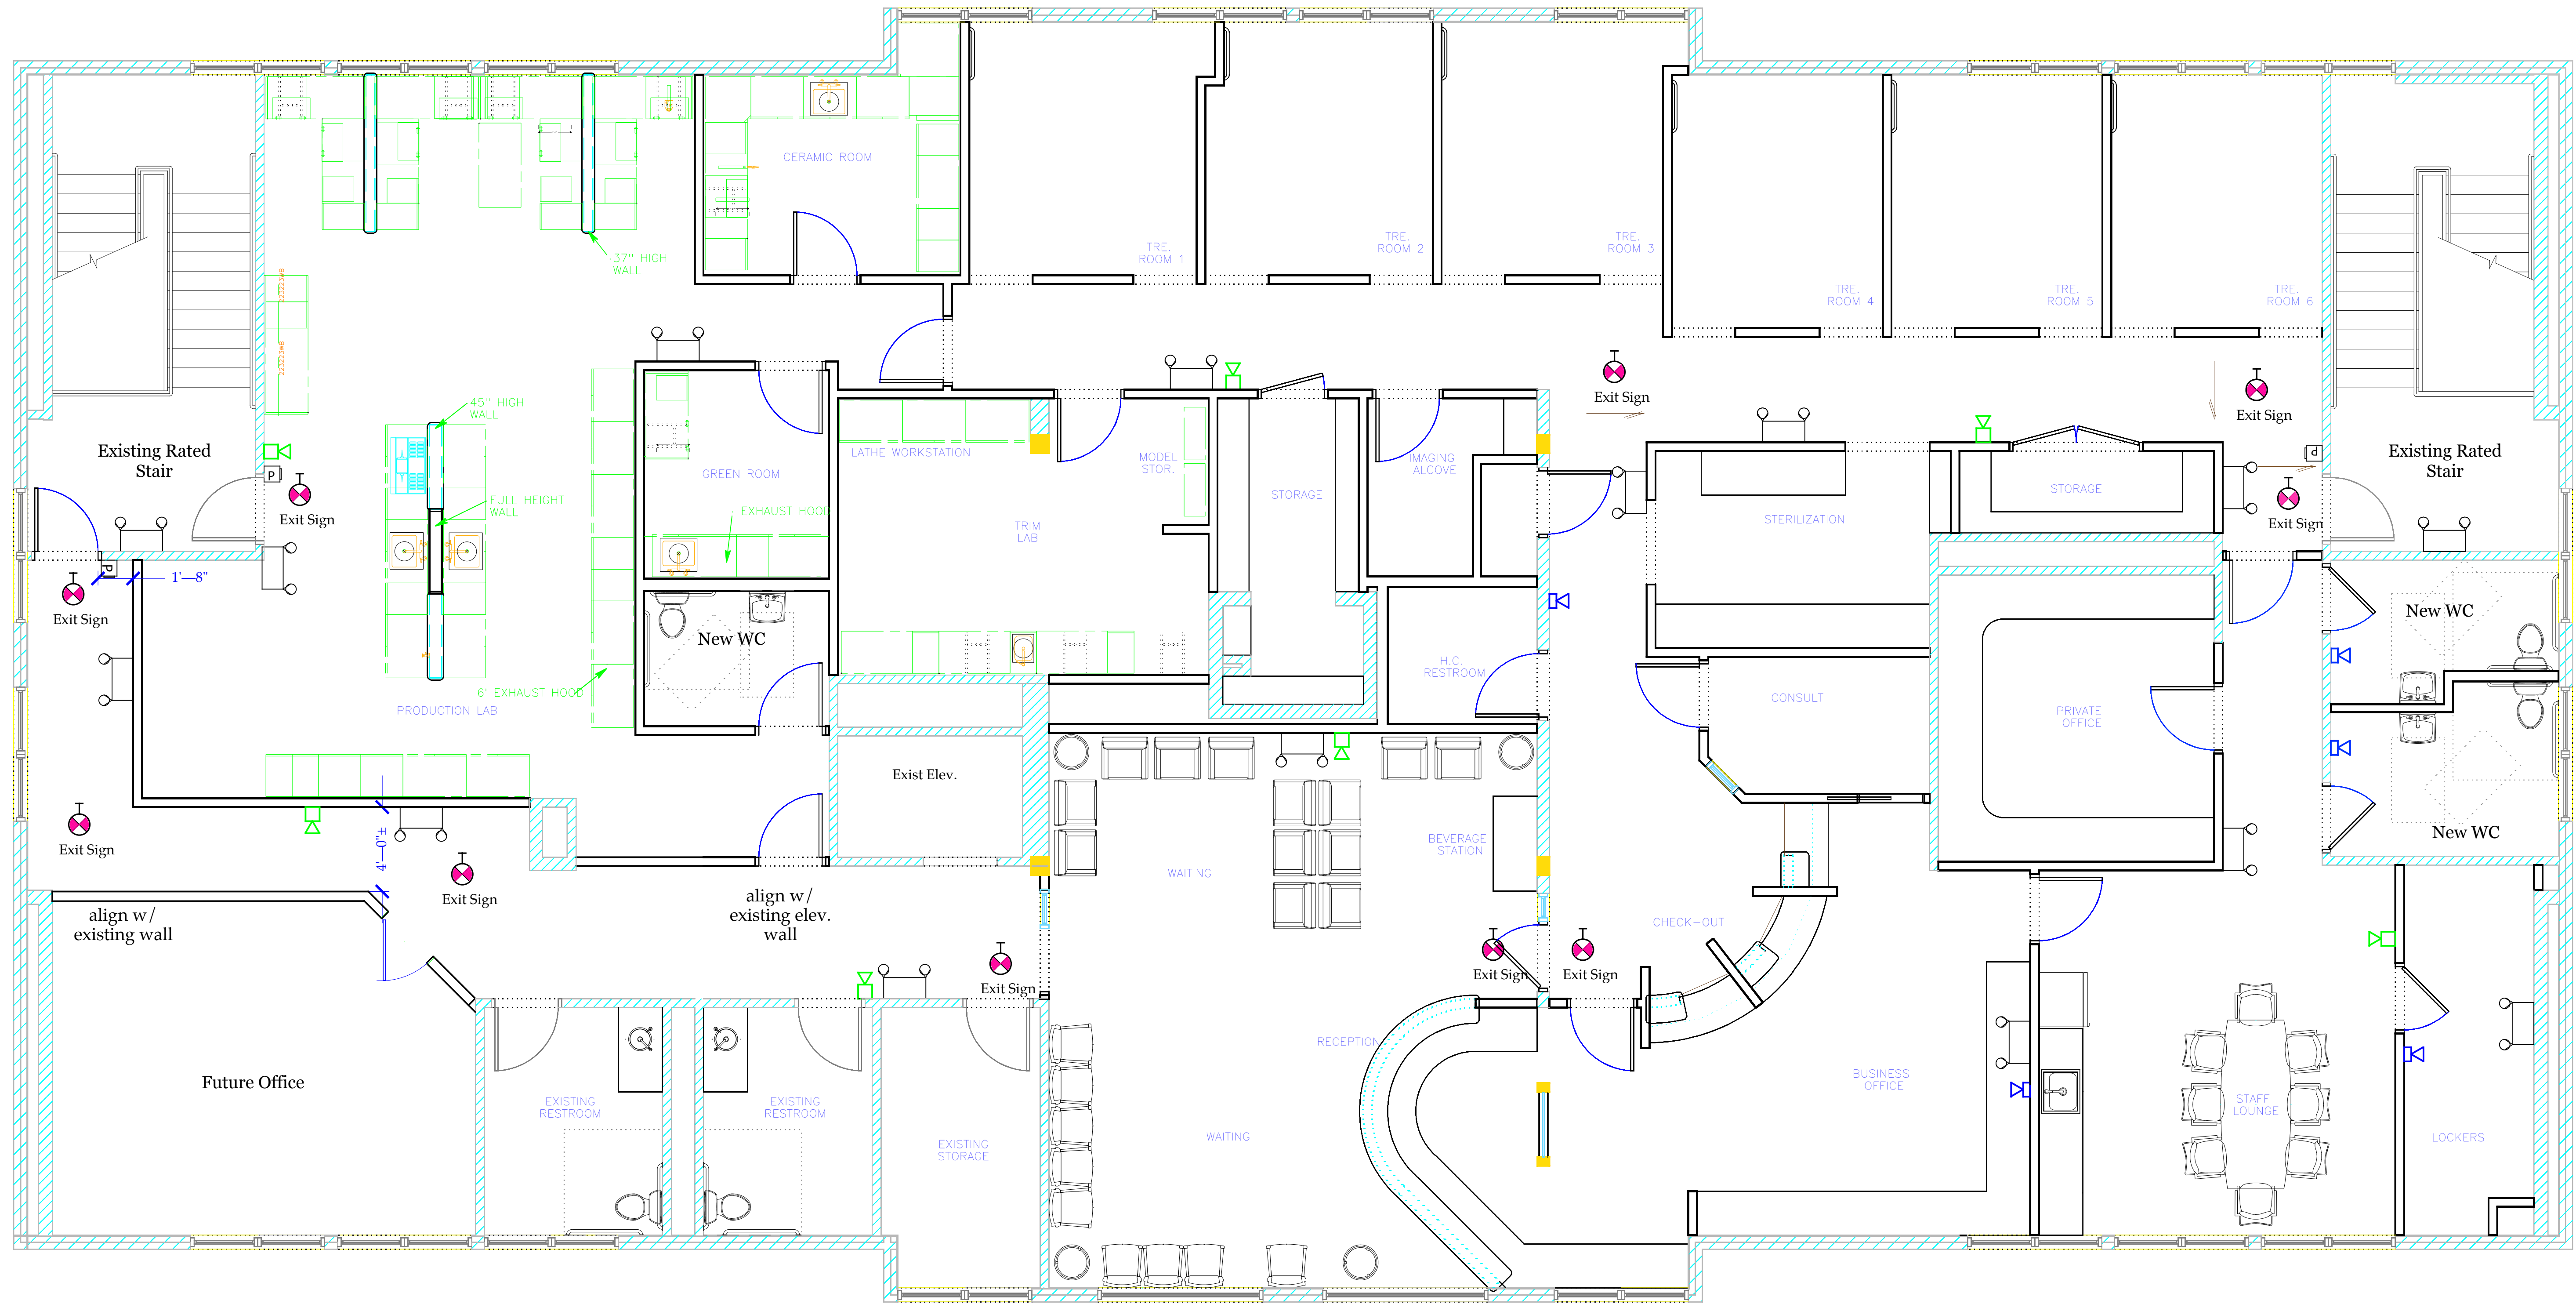 CERAMIC ROOM
TRE.
ROOM 1
TRE.
ROOM 2
TRE.
ROOM 3
TRE.
ROOM 4
TRE.
ROOM 5
TRE.
ROOM 6
37" HIGH
WALL
45" HIGH
WALL
FULL HEIGHT
WALL
Existing Rated
Stair
P
Exit Sign
GREEN ROOM
EXHAUST HOOD
LATHE WORKSTATION
MODEL
STOR.
TRIM
LAB
STORAGE
IMAGING
ALCOVE
Exit Sign
STERILIZATION
STORAGE
Exit Sign
P
Exit Sign
Existing Rated
Stair
P
1'-8"
Exit Sign
New WC
6' EXHAUST HOOD
PRODUCTION LAB
H.C.
RESTROOM
CONSULT
PRIVATE
OFFICE
New WC
New WC
Exist Elev.
Exit Sign
4'-0"±
Exit Sign
WAITING
BEVERAGE
STATION
CHECK-OUT
align w/
existing wall
align w/
existing elev.
wall
Exit Sign
Exit Sign
Exit Sign
RECEPTION
Future Office
EXISTING
RESTROOM
EXISTING
RESTROOM
EXISTING
STORAGE
WAITING
BUSINESS
OFFICE
STAFF
LOUNGE
LOCKERS